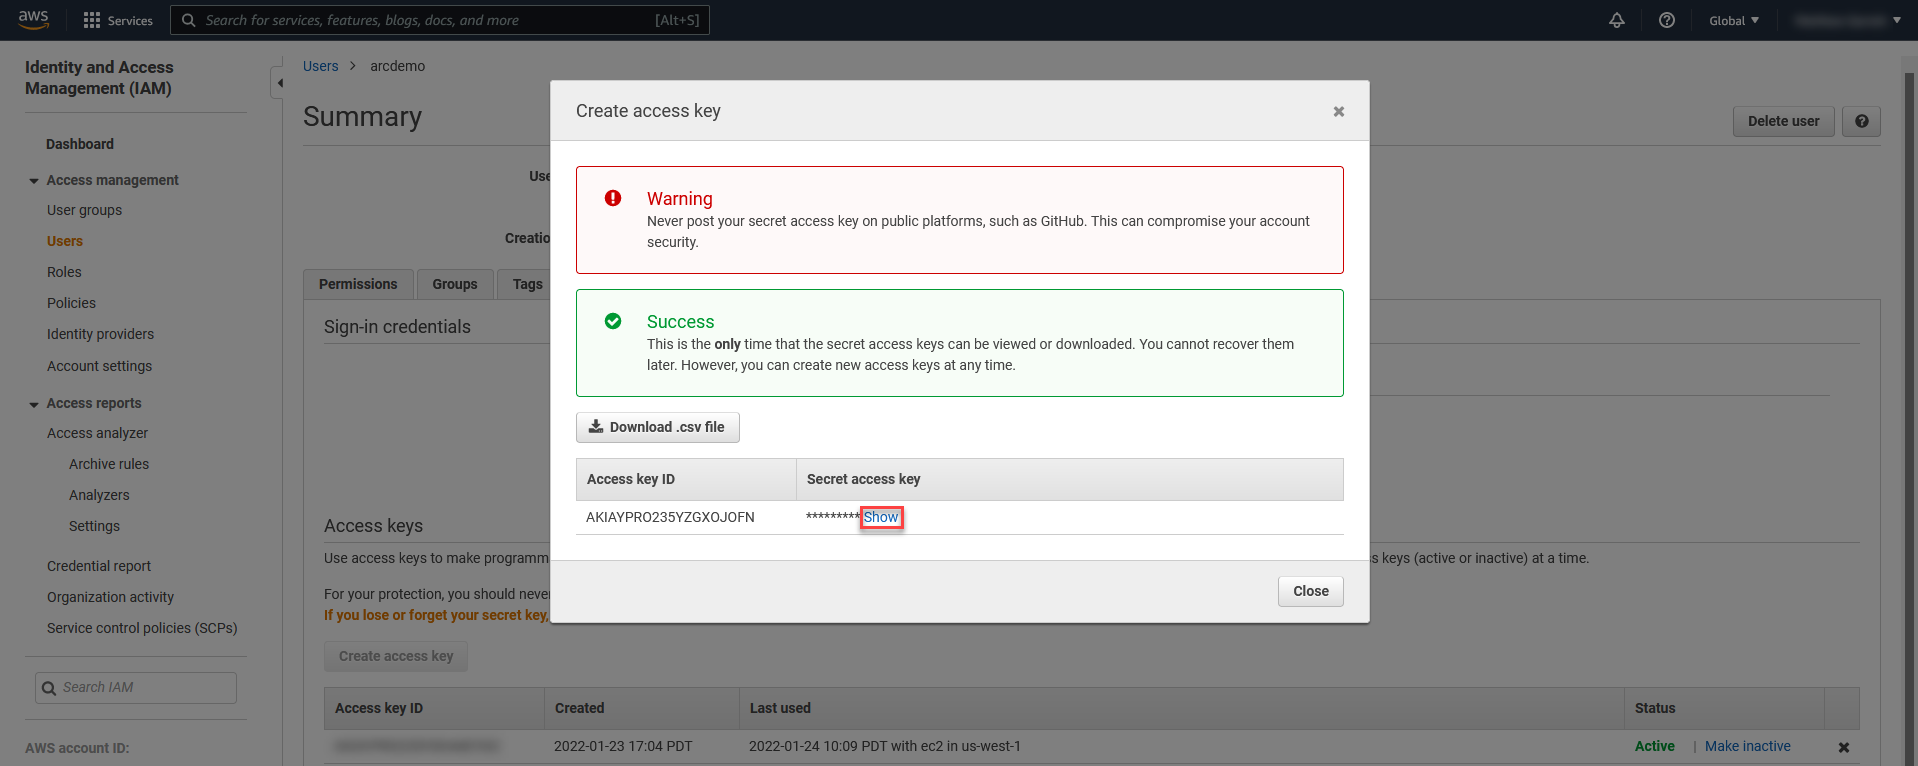 aws
Services
Search for services, features, blogs, docs, and more
[Alt+S]
Global
Identity and Access
Management (IAM)
Dashboard
Access management
User groups
Users
Roles
Policies
Identity providers
Account settings
Access reports
Access analyzer
Archive rules
Analyzers
Settings
Credential report
Organization activity
Service control policies (SCPs)
Search IAM
AWS account ID:
Users > arcdemo
Summary
Delete user
Use
Creatio
Permissions
Groups
Tags
Sign-in credentials
Access keys
Use access keys to make programm
s keys (active or inactive) at a time.
For your protection, you should neve
If you lose or forget your secret key,
Create access key
Access key ID Created Last used Status
2022-01-23 17:04 PDT 2022-01-24 10:09 PDT with ec2 in us-west-1 Active | Make inactive
Create access key
Warning
Never post your secret access key on public platforms, such as GitHub. This can compromise your account
security.
Success
This is the only time that the secret access keys can be viewed or downloaded. You cannot recover them
later. However, you can create new access keys at any time.
Download .csv file
Access key ID Secret access key
AKIAYPRO235YZGXOJOFN ********* Show
Close